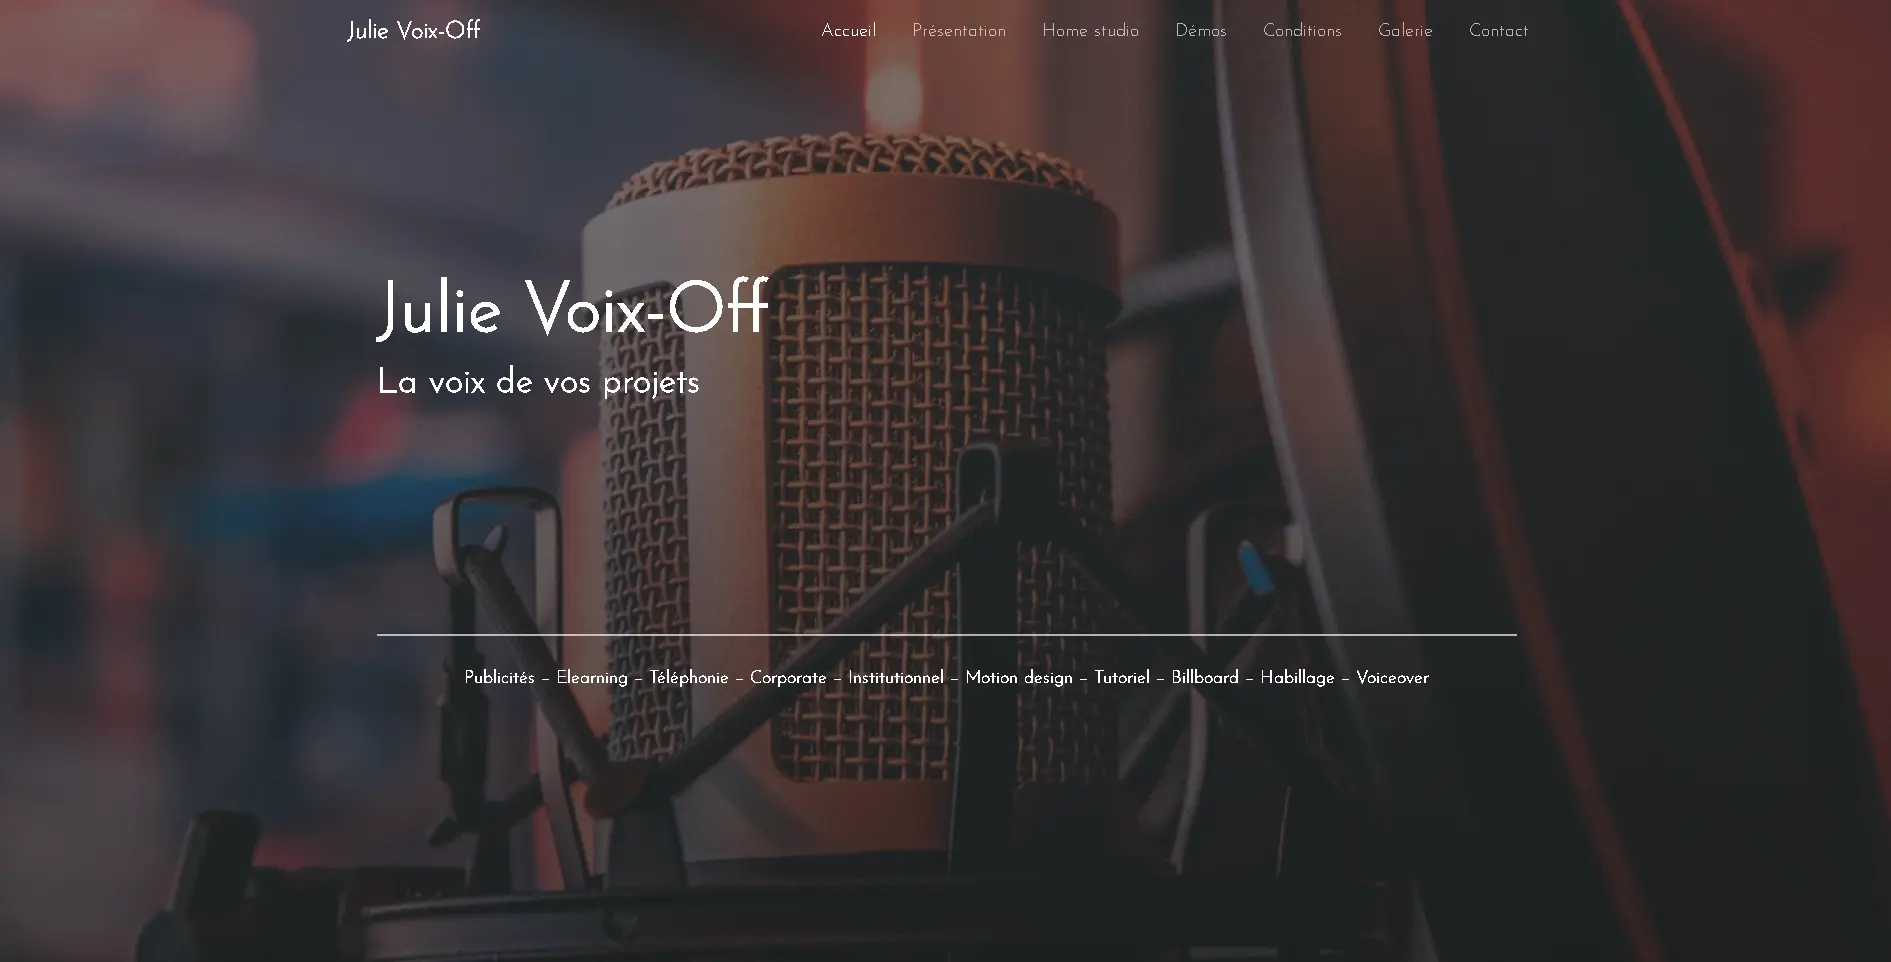 Julie Voix-Off
Accueil Présentation Home studio Démos Conditions Galerie Contact
Julie Voix-Off
La voix de vos projets
Publicités – Elearning – Téléphonie – Corporate – Institutionnel – Motion design – Tutoriel – Billboard – Habillage – Voiceover